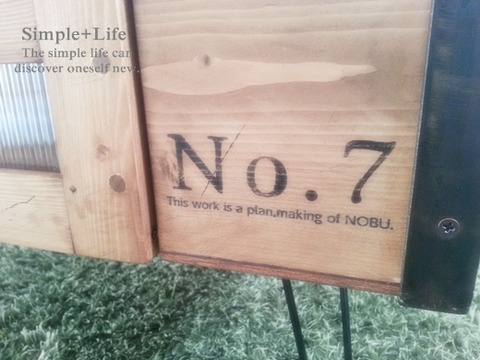 Simple+Life
The simple life can
discover oneself new.
No.7
This work is a plan,making of NOBU.